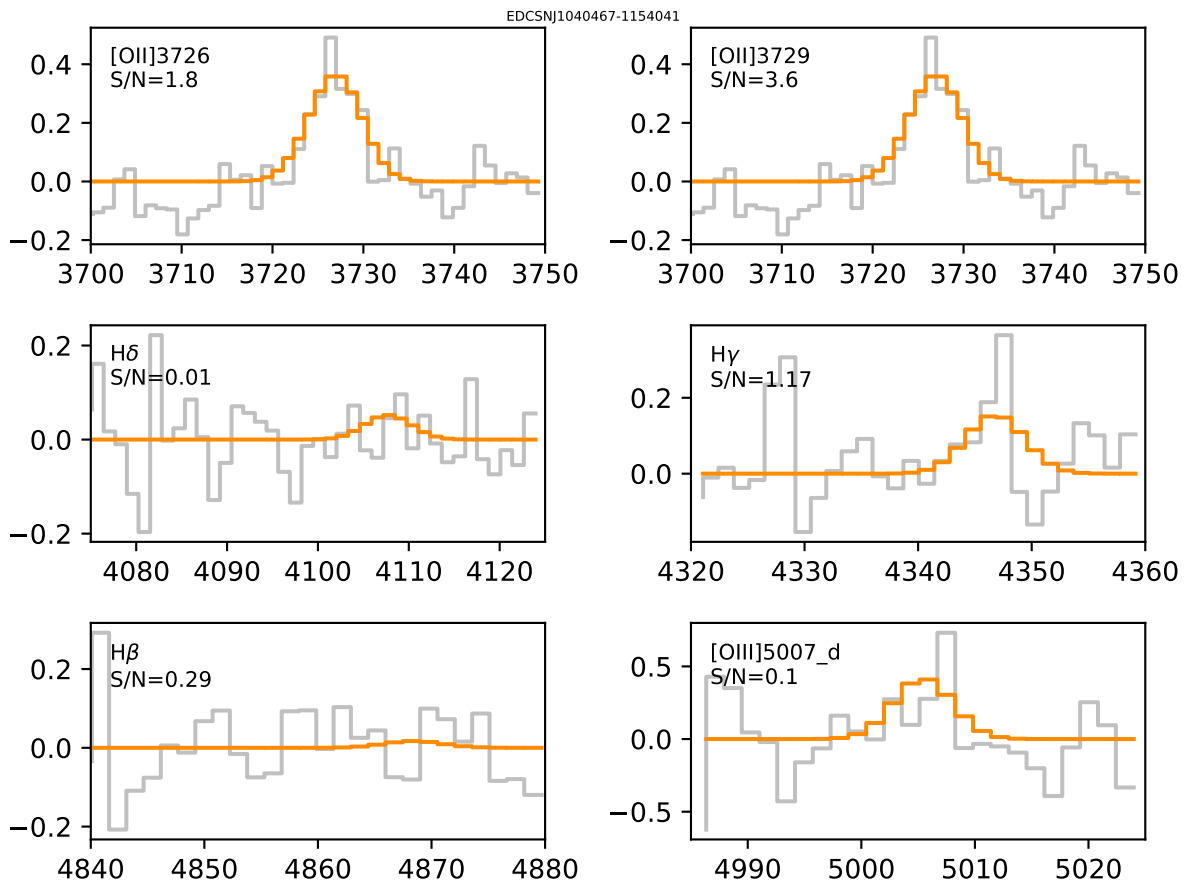 EDCSNJ1040467-1154041
[OII]3726
S/N=1.8
0.4
0.2
0.0
−0.2
3700 3710 3720 3730 3740 3750
[OII]3729
S/N=3.6
0.4
0.2
0.0
−0.2
3700 3710 3720 3730 3740 3750
Hδ
S/N=0.01
0.2
0.0
−0.2
4080 4090 4100 4110 4120
Hγ
S/N=1.17
0.2
0.0
4320 4330 4340 4350 4360
Hβ
S/N=0.29
0.2
0.0
−0.2
4840 4850 4860 4870 4880
[OIII]5007_d
S/N=0.1
0.5
0.0
−0.5
4990 5000 5010 5020